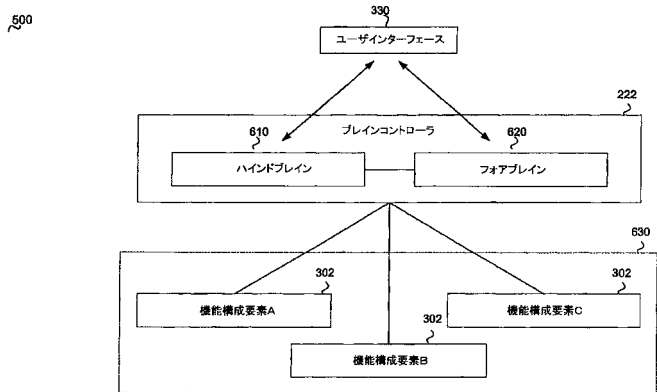 500
330
ユーザインターフェース
222
ブレインコントローラ
610
620
ハインドブレイン
フォアブレイン
630
302
302
機能構成要素A
機能構成要素C
302
機能構成要素B